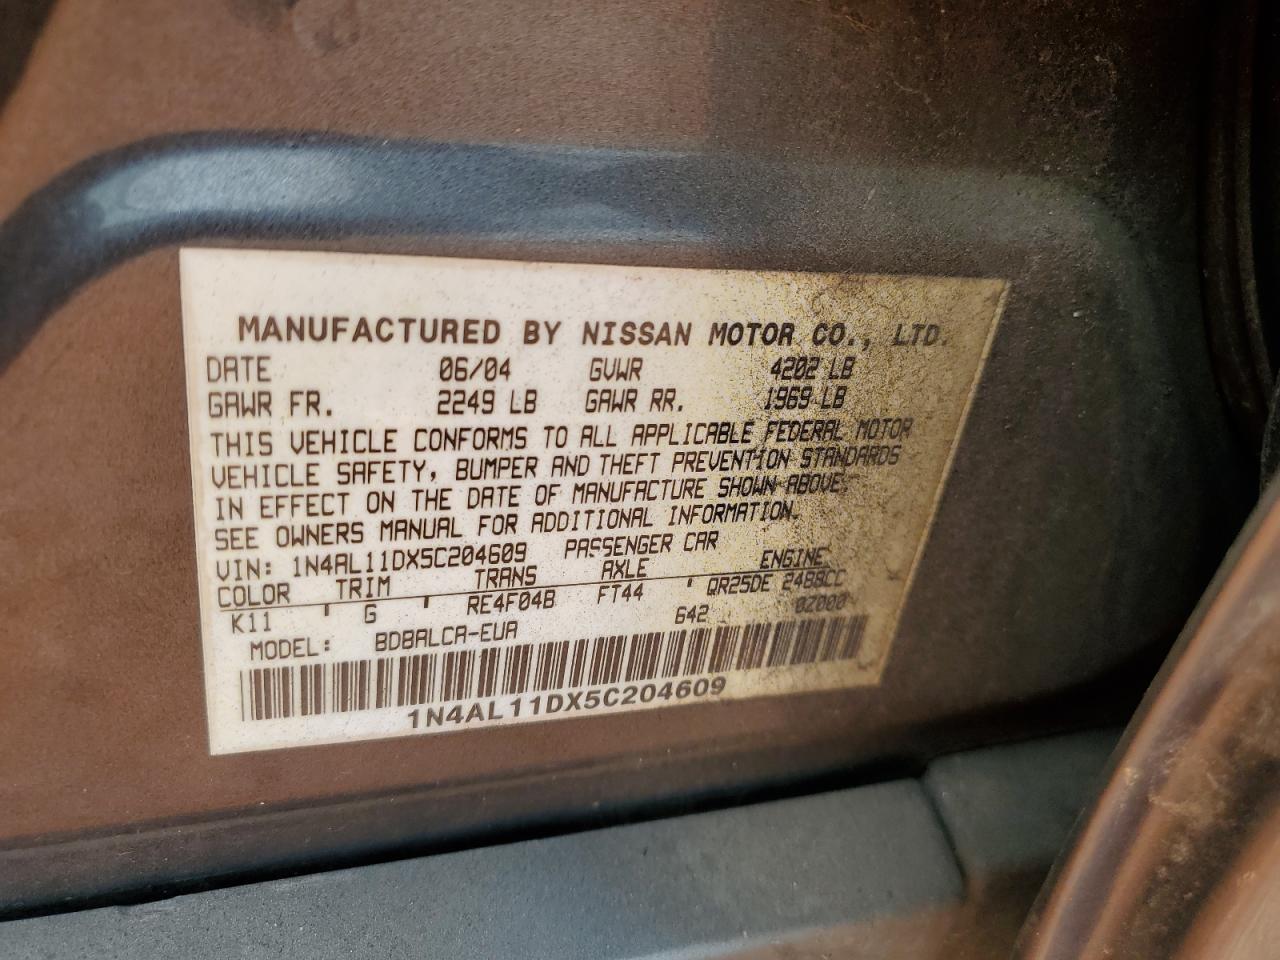 MANUFACTURED BY NISSAN MOTOR CO., LTD.
DATE 06/04 GVWR 4202 LB
GAWR FR. 2249 LB GAWR RR. 1969 LB
THIS VEHICLE CONFORMS TO ALL APPLICABLE FEDERAL MOTOR
VEHICLE SAFETY, BUMPER AND THEFT PREVENTION STANDARDS
IN EFFECT ON THE DATE OF MANUFACTURE SHOWN ABOVE.
SEE OWNERS MANUAL FOR ADDITIONAL INFORMATION.
VIN: 1N4AL11DX5C204609 PASSENGER CAR
COLOR TRIM TRANS AXLE ENGINE
K11 G RE4F04B FT44 QR25DE 2488CC
MODEL: BDBALCA-EUA 642 0Z000
1N4AL11DX5C204609